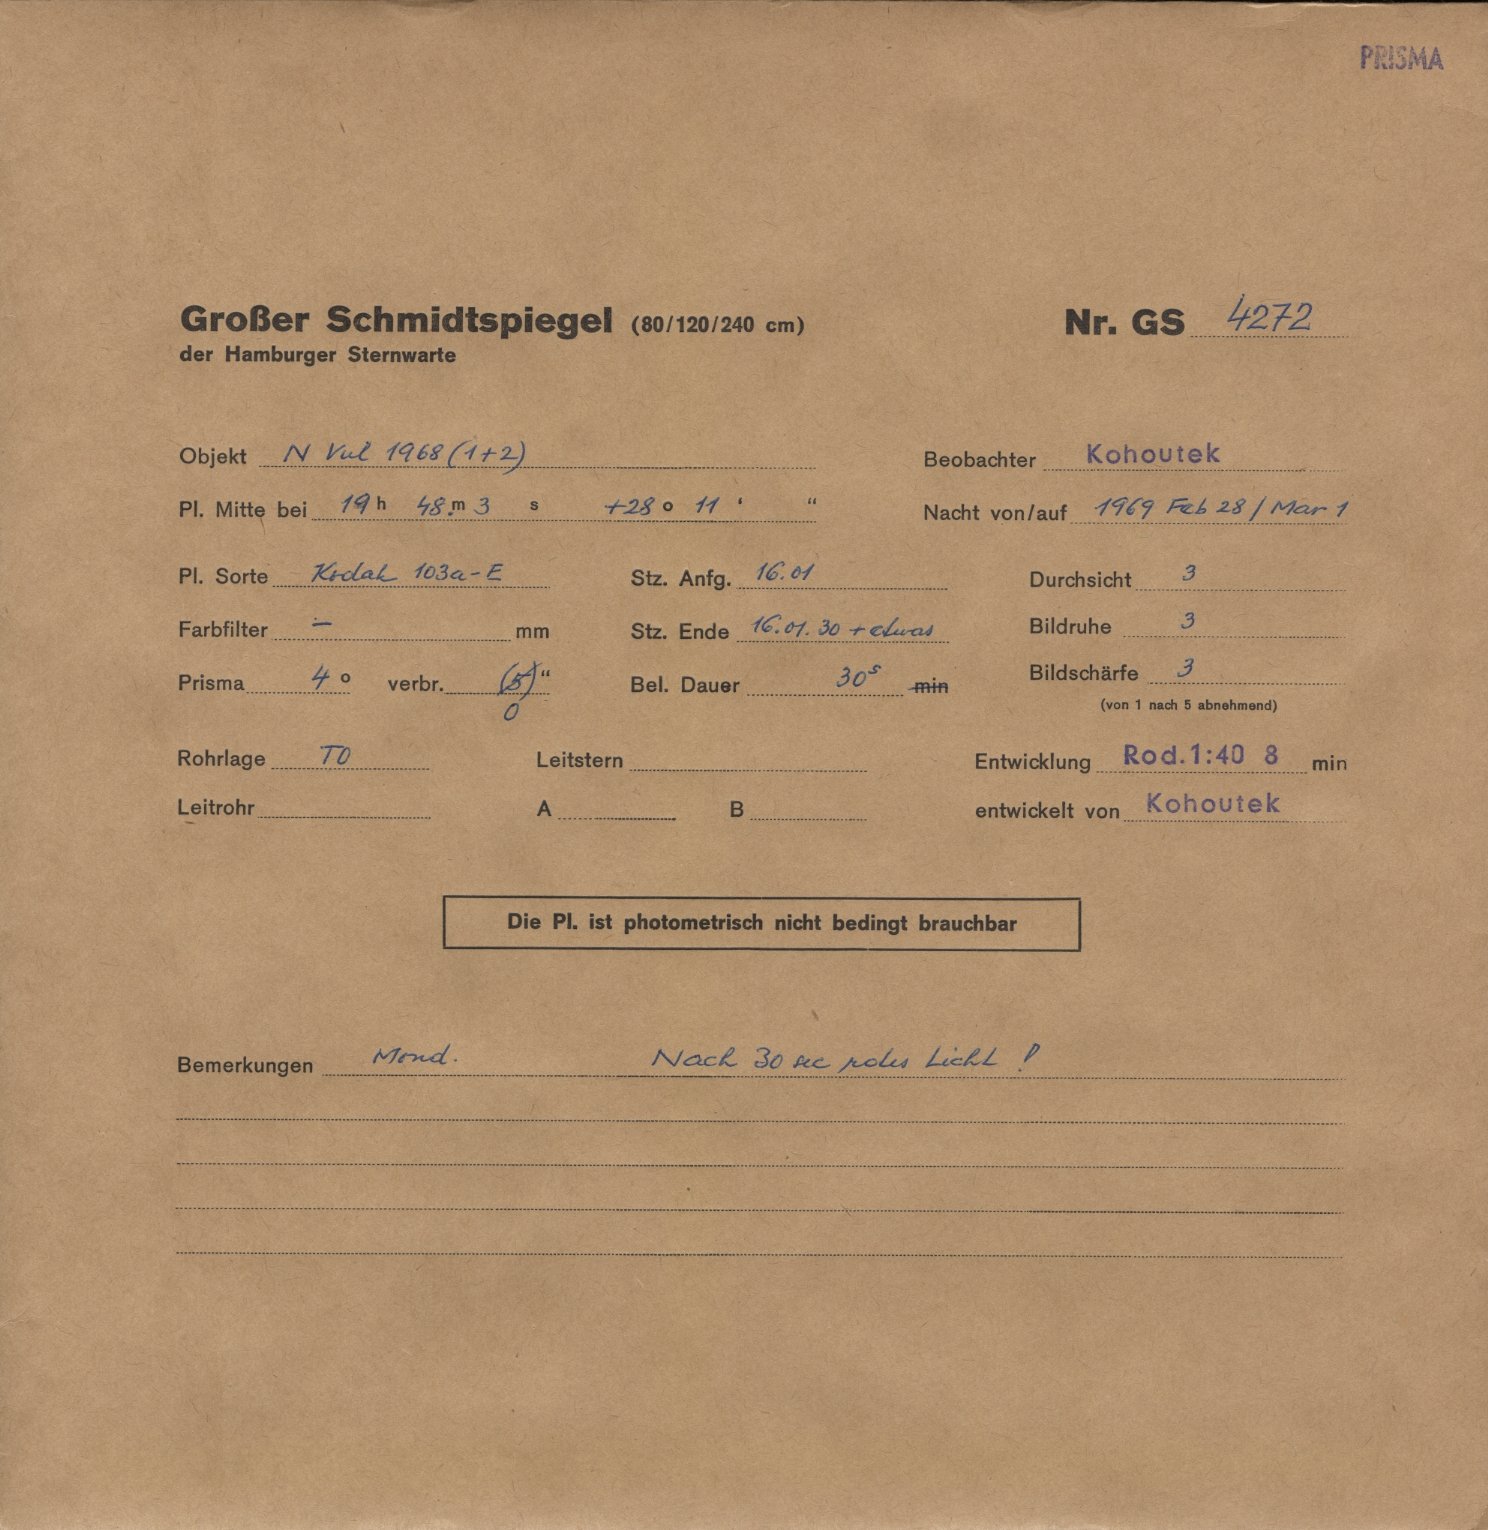 PRISMA
Großer Schmidtspiegel (80/120/240 cm) Nr. GS 4272
der Hamburger Sternwarte
Objekt N Vul 1968 (1+2) Beobachter Kohoutek
Pl. Mitte bei 19 h 48. m 3 s +28 o 11 ‘ “ Nacht von/auf 1969 Feb 28 / Mar 1
Pl. Sorte Kodak 103a-E Stz. Anfg. 16.01 Durchsicht 3
Farbfilter — mm Stz. Ende 16.01.30 + etwas Bildruhe 3
Prisma 4 o verbr. (5) “ Bel. Dauer 30s min Bildschärfe 3
0 (von 1 nach 5 abnehmend)
Rohrlage TO Leitstern Entwicklung Rod.1:40 8 min
Leitrohr A B entwickelt von Kohoutek
Die Pl. ist photometrisch nicht bedingt brauchbar
Bemerkungen Mond. Nach 30 sec rotes Licht !